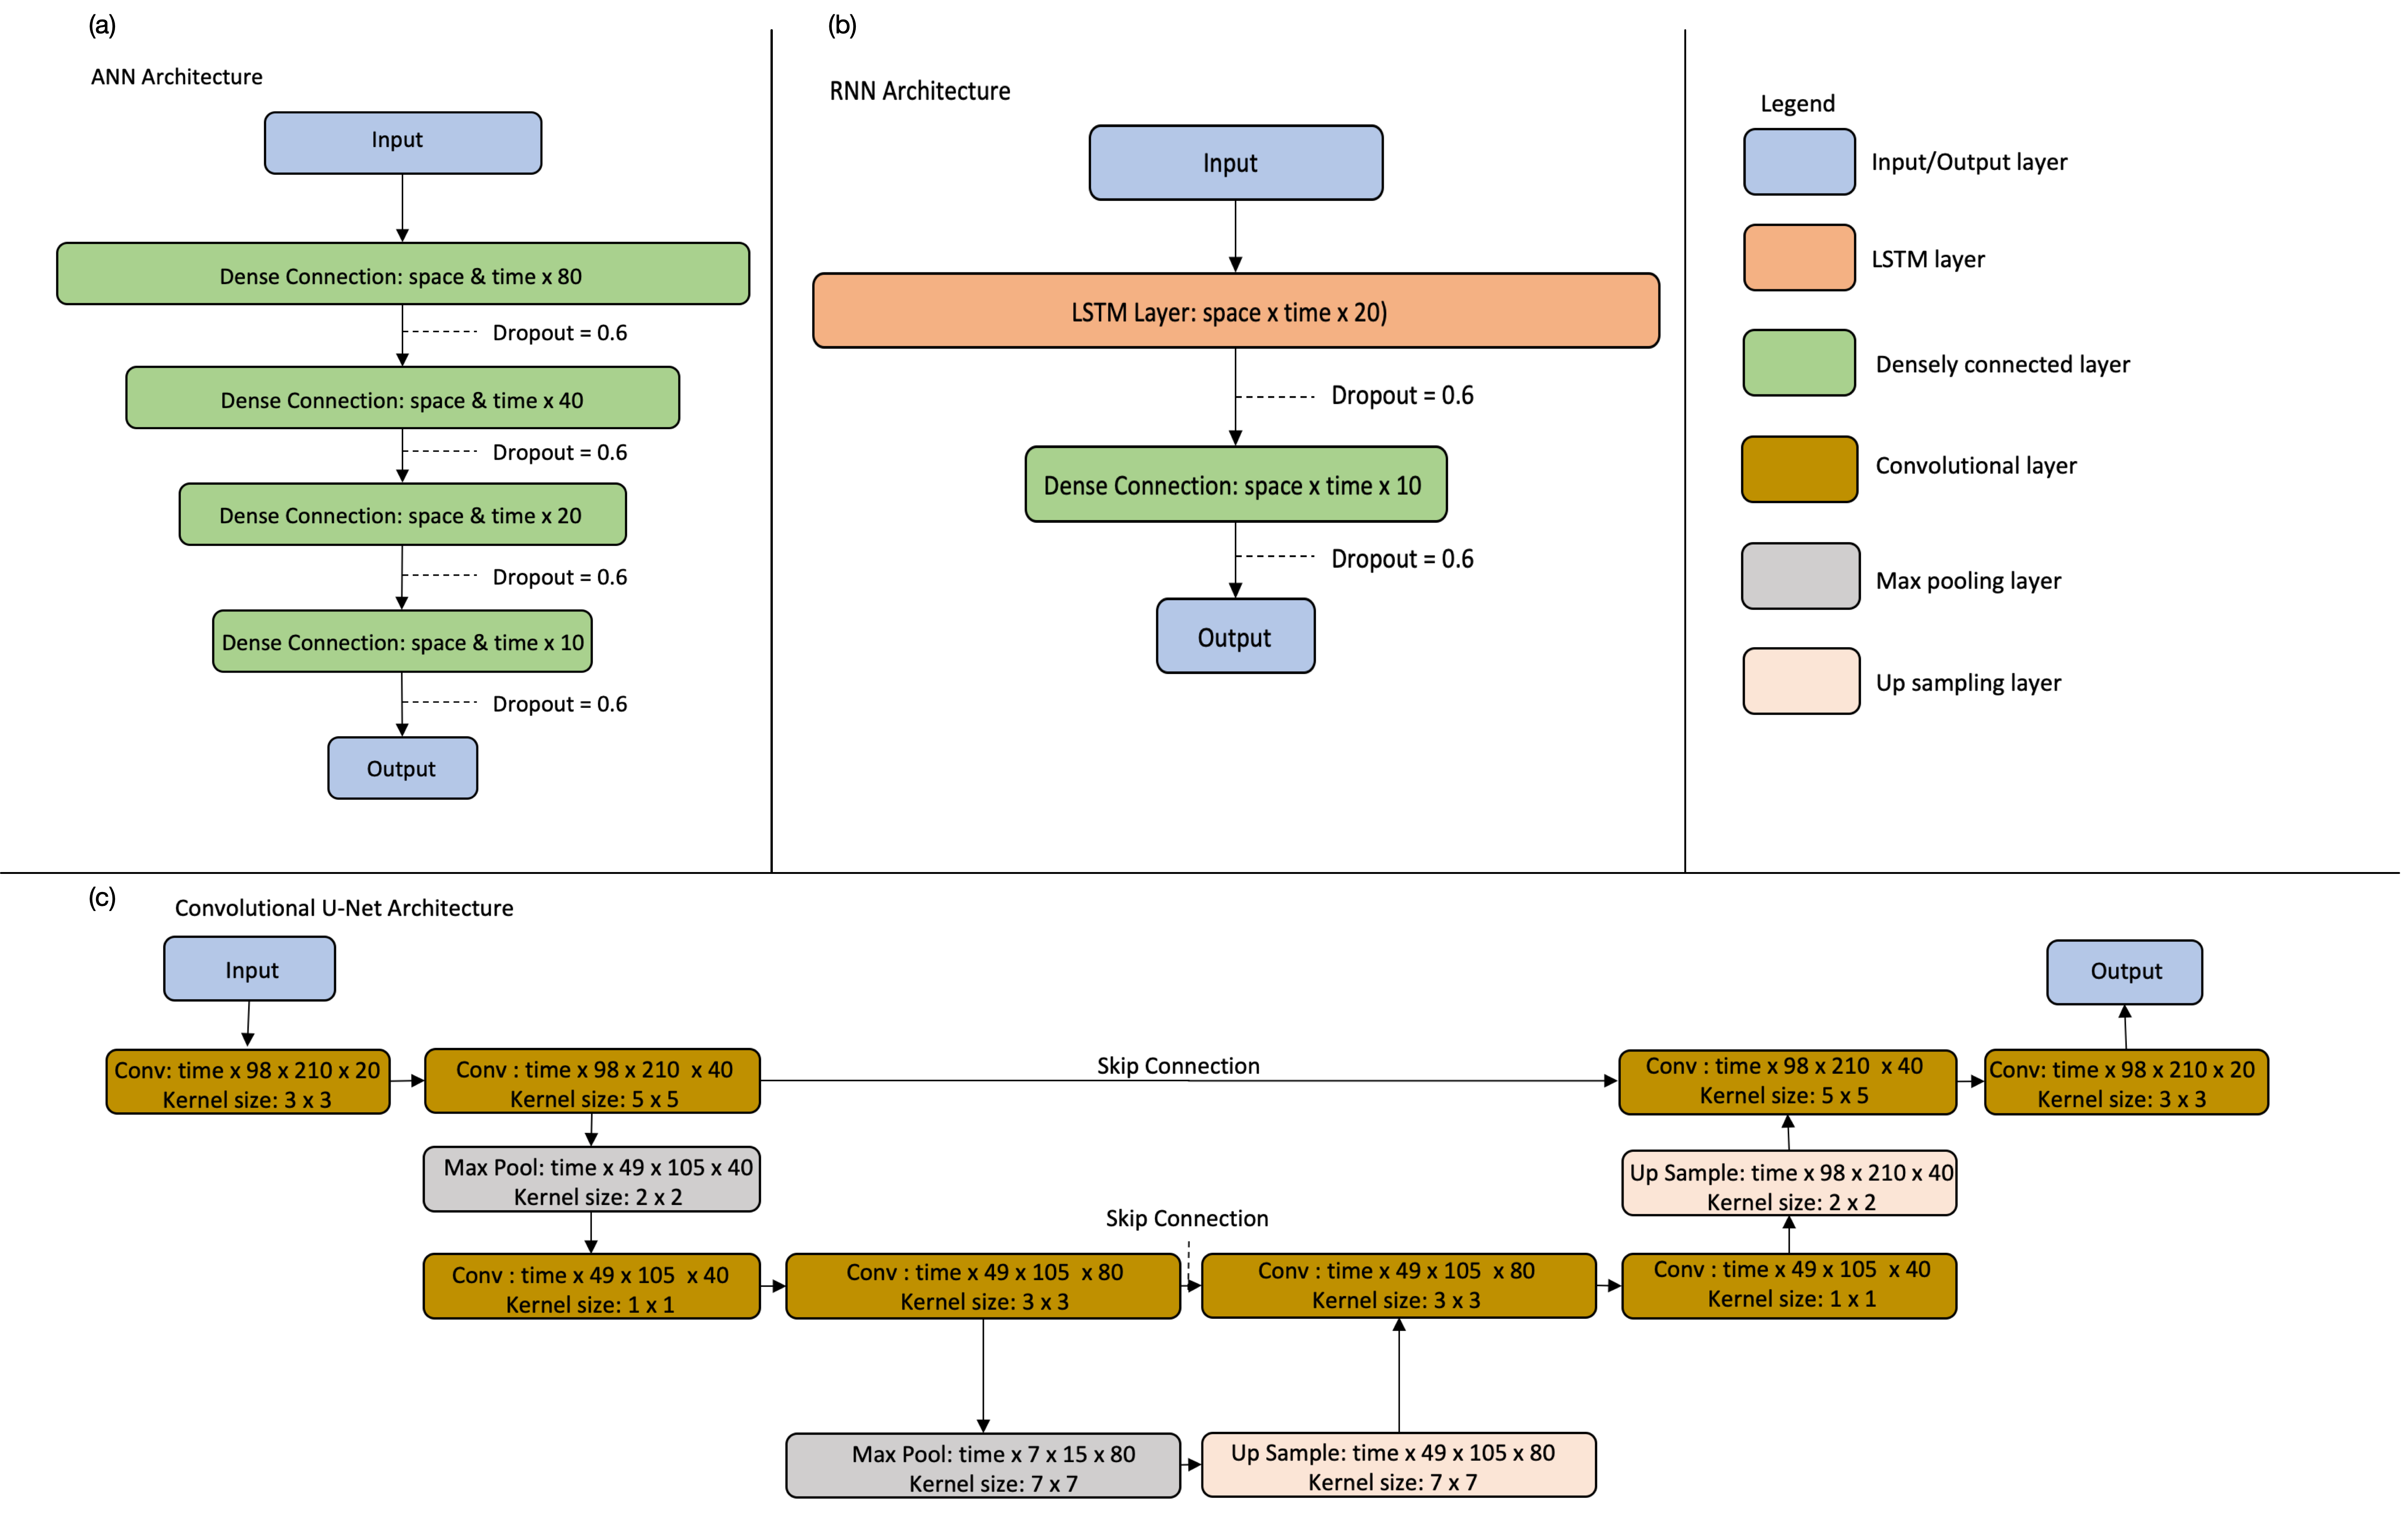 (a)
ANN Architecture
Input
Dense Connection: space & time x 80
Dropout = 0.6
Dense Connection: space & time x 40
Dropout = 0.6
Dense Connection: space & time x 20
Dropout = 0.6
Dense Connection: space & time x 10
Dropout = 0.6
Output
(b)
RNN Architecture
Input
LSTM Layer: space x time x 20)
Dropout = 0.6
Dense Connection: space x time x 10
Dropout = 0.6
Output
Legend
Input/Output layer
LSTM layer
Densely connected layer
Convolutional layer
Max pooling layer
Up sampling layer
(c)
Convolutional U-Net Architecture
Input
Conv: time x 98 x 210 x 20
Kernel size: 3 x 3
Conv : time x 98 x 210 x 40
Kernel size: 5 x 5
Skip Connection
Conv : time x 98 x 210 x 40
Kernel size: 5 x 5
Conv: time x 98 x 210 x 20
Kernel size: 3 x 3
Output
Max Pool: time x 49 x 105 x 40
Kernel size: 2 x 2
Up Sample: time x 98 x 210 x 40
Kernel size: 2 x 2
Skip Connection
Conv : time x 49 x 105 x 40
Kernel size: 1 x 1
Conv : time x 49 x 105 x 80
Kernel size: 3 x 3
Conv : time x 49 x 105 x 80
Kernel size: 3 x 3
Conv : time x 49 x 105 x 40
Kernel size: 1 x 1
Max Pool: time x 7 x 15 x 80
Kernel size: 7 x 7
Up Sample: time x 49 x 105 x 80
Kernel size: 7 x 7